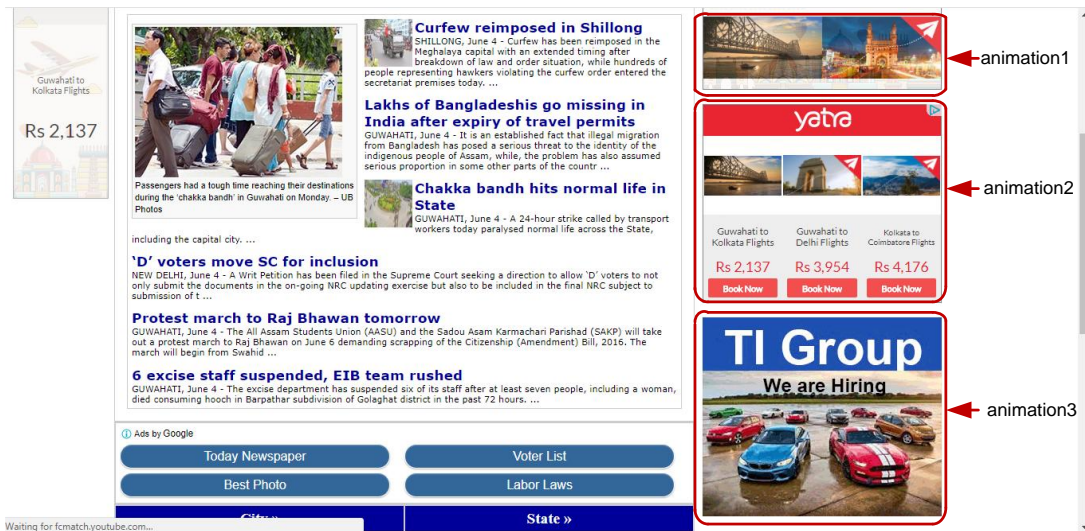 Guwahati to
Kolkata Flights
Rs 2,137
Passengers had a tough time reaching their destinations
during the 'chakka bandh' in Guwahati on Monday. – UB
Photos
Curfew reimposed in Shillong
SHILLONG, June 4 - Curfew has been reimposed in the
Meghalaya capital with an extended timing after
breakdown of law and order situation, while hundreds of
people representing hawkers violating the curfew order entered the
secretariat premises today. ...
Lakhs of Bangladeshis go missing in
India after expiry of travel permits
GUWAHATI, June 4 - It is an established fact that illegal migration
from Bangladesh has posed a serious threat to the identity of the
indigenous people of Assam, while, the problem has also assumed
serious proportion in some other parts of the countr ...
Chakka bandh hits normal life in
State
GUWAHATI, June 4 - A 24-hour strike called by transport
workers today paralysed normal life across the State,
including the capital city. ...
'D' voters move SC for inclusion
NEW DELHI, June 4 - A Writ Petition has been filed in the Supreme Court seeking a direction to allow 'D' voters to not
only submit the documents in the on-going NRC updating exercise but also to be included in the final NRC subject to
submission of t ...
Protest march to Raj Bhawan tomorrow
GUWAHATI, June 4 - The All Assam Students Union (AASU) and the Sadou Asam Karmachari Parishad (SAKP) will take
out a protest march to Raj Bhawan on June 6 demanding scrapping of the Citizenship (Amendment) Bill, 2016. The
march will begin from Swahid ...
6 excise staff suspended, EIB team rushed
GUWAHATI, June 4 - The excise department has suspended six of its staff after at least seven people, including a woman,
died consuming hooch in Barpathar subdivision of Golaghat district in the past 72 hours. ...
Ads by Google
Today Newspaper
Voter List
Best Photo
Labor Laws
City »
State »
Waiting for fcmatch.youtube.com...
animation1
yatra
Guwahati to
Kolkata Flights
Rs 2,137
Book Now
Guwahati to
Delhi Flights
Rs 3,954
Book Now
Kolkata to
Coimbatore Flights
Rs 4,176
Book Now
animation2
TI Group
We are Hiring
animation3